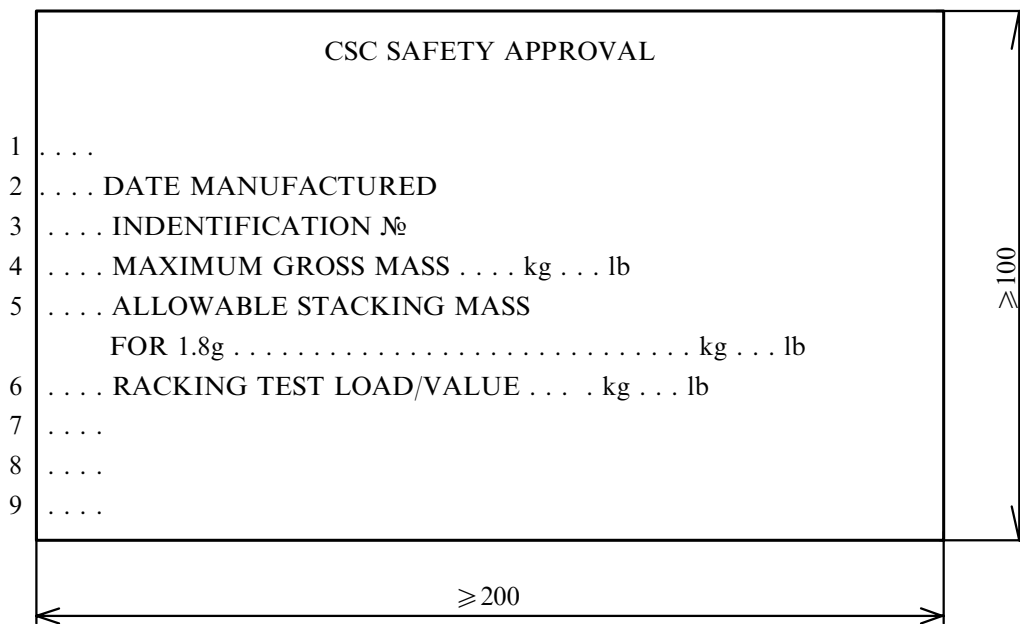 CSC SAFETY APPROVAL
1 . . . .
2 . . . . DATE MANUFACTURED
3 . . . . INDENTIFICATION №
4 . . . . MAXIMUM GROSS MASS . . . . kg . . . lb
5 . . . . ALLOWABLE STACKING MASS
FOR 1.8g . . . . . . . . . . . . . . . . . . . . . . . . . . . . . kg . . . lb
6 . . . . RACKING TEST LOAD/VALUE . . . . kg . . . lb
7 . . . .
8 . . . .
9 . . . .
⩾100
⩾200